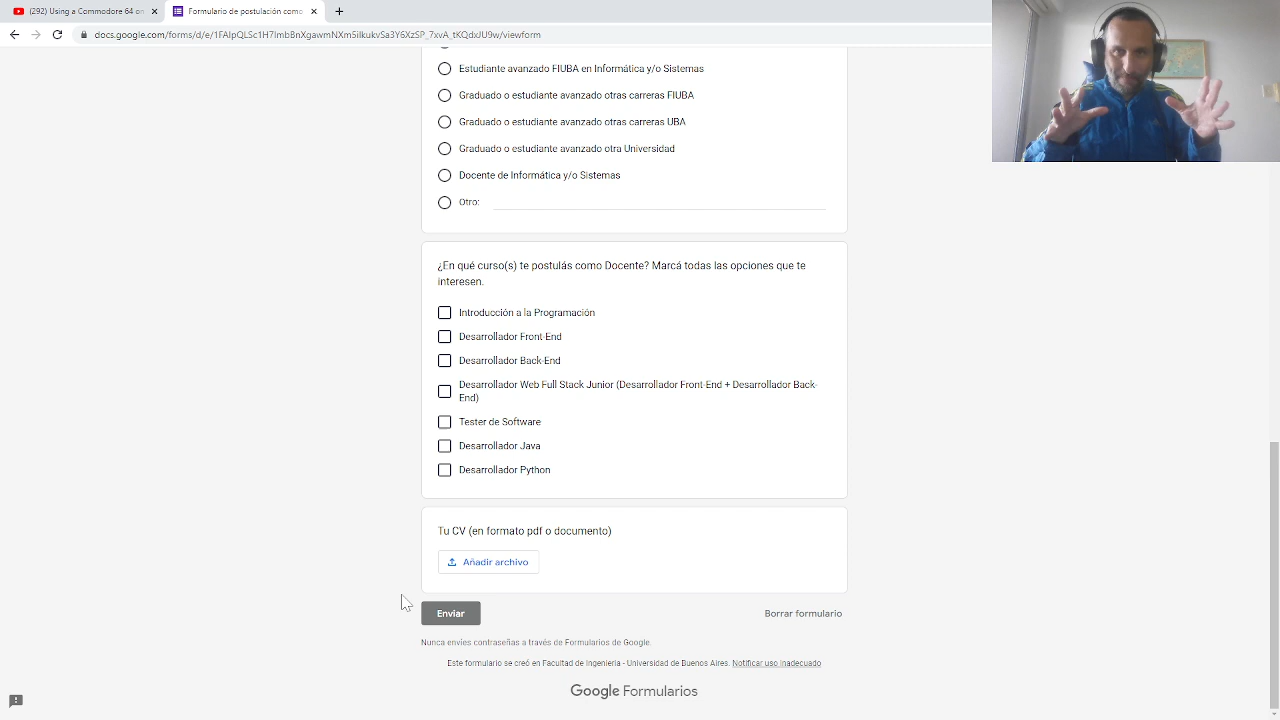 (292) Using a Commodore 64 on
Formulario de postulación como
docs.google.com/forms/d/e/1FAIpQLSc1H7lmbBnXgawmNXm5ilkukvSa3Y6XzSP_7xvA_tKQdxJU9w/viewform
Estudiante avanzado FIUBA en Informática y/o Sistemas
Graduado o estudiante avanzado otras carreras FIUBA
Graduado o estudiante avanzado otras carreras UBA
Graduado o estudiante avanzado otra Universidad
Docente de Informática y/o Sistemas
Otro:
¿En qué curso(s) te postulás como Docente? Marcá todas las opciones que te
interesen.
Introducción a la Programación
Desarrollador Front-End
Desarrollador Back-End
Desarrollador Web Full Stack Junior (Desarrollador Front-End + Desarrollador Back-
End)
Tester de Software
Desarrollador Java
Desarrollador Python
Tu CV (en formato pdf o documento)
Añadir archivo
Enviar
Borrar formulario
Nunca envíes contraseñas a través de Formularios de Google.
Este formulario se creó en Facultad de Ingenieria - Universidad de Buenos Aires. Notificar uso inadecuado
Google Formularios